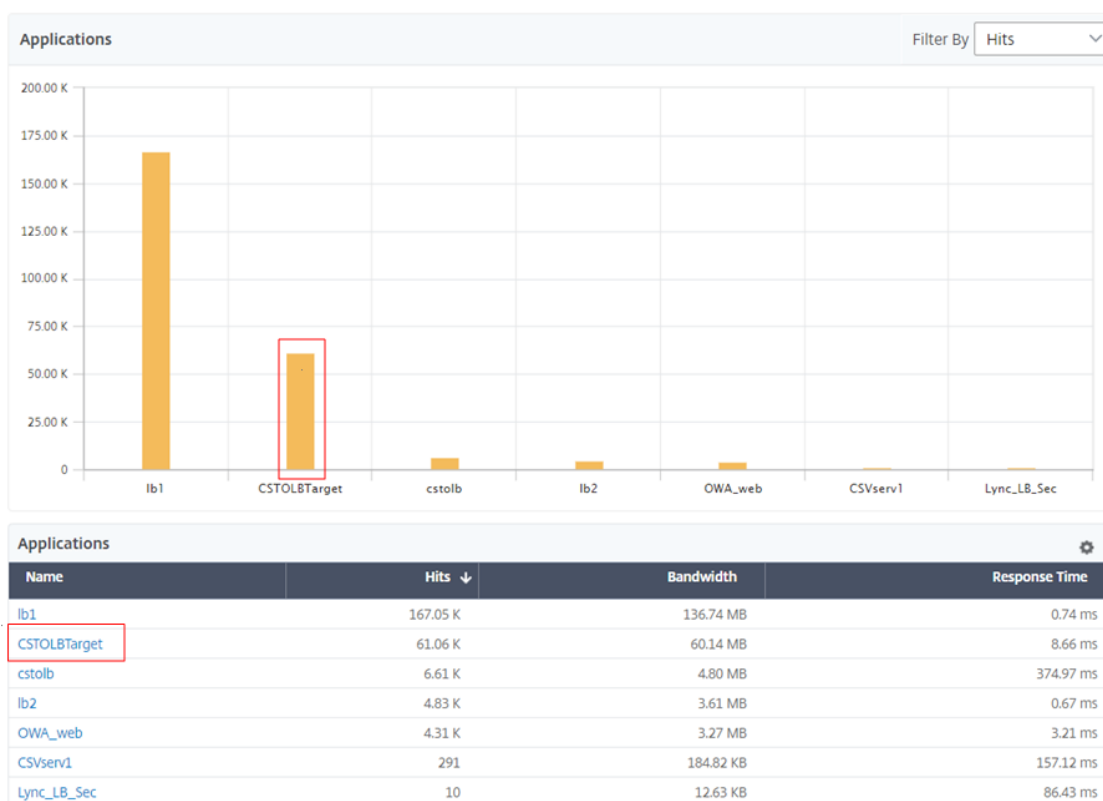 Applications
Filter By Hits
200.00 K
175.00 K
150.00 K
125.00 K
100.00 K
75.00 K
50.00 K
25.00 K
0
lb1 CSTOLBTarget cstolb lb2 OWA_web CSVserv1 Lync_LB_Sec
Applications
Name Hits Bandwidth Response Time
lb1 167.05 K 136.74 MB 0.74 ms
CSTOLBTarget 61.06 K 60.14 MB 8.66 ms
cstolb 6.61 K 4.80 MB 374.97 ms
lb2 4.83 K 3.61 MB 0.67 ms
OWA_web 4.31 K 3.27 MB 3.21 ms
CSVserv1 291 184.82 KB 157.12 ms
Lync_LB_Sec 10 12.63 KB 86.43 ms